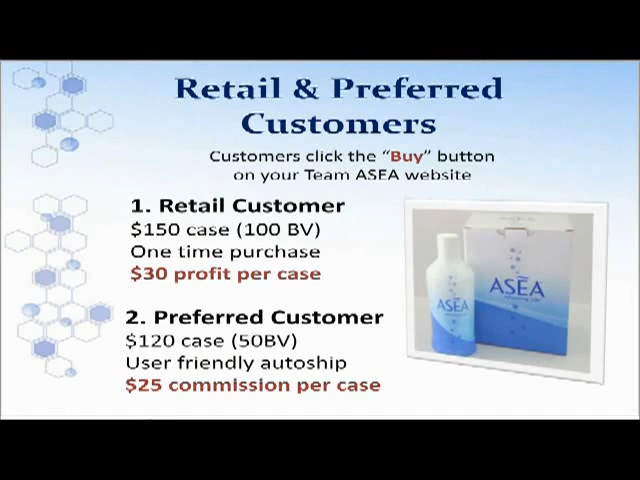 Retail & Preferred
Customers
Customers click the “Buy” button
on your Team ASEA website
1. Retail Customer
$150 case (100 BV)
One time purchase
$30 profit per case
2. Preferred Customer
$120 case (50BV)
User friendly autoship
$25 commission per case
ASEA
ASEA